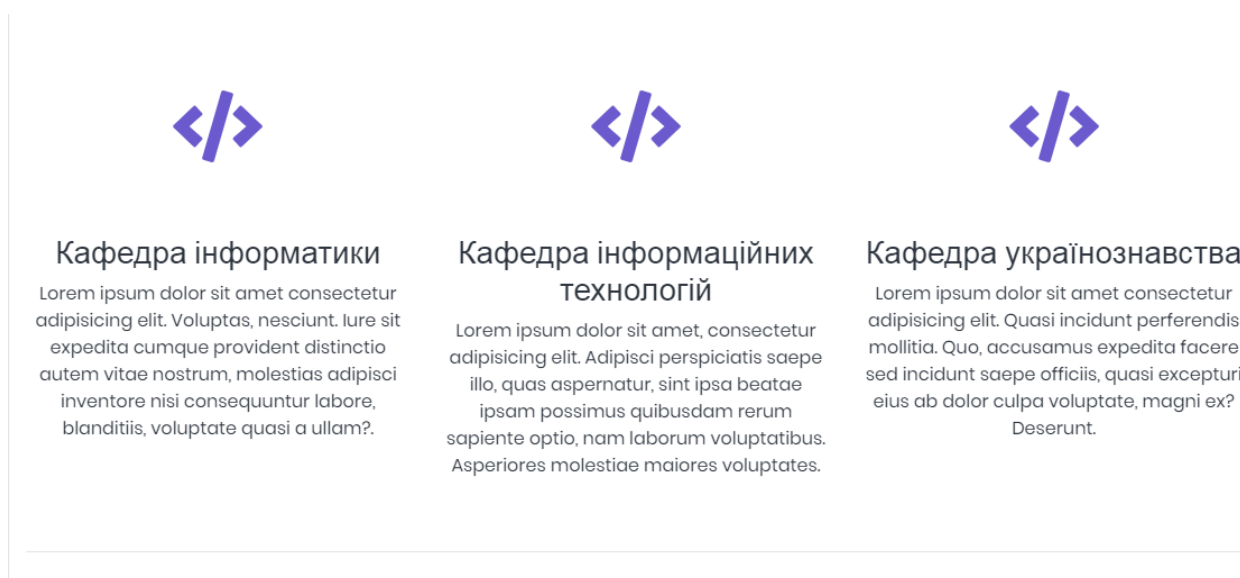 Кафедра інформатики
Lorem ipsum dolor sit amet consectetur
adipisicing elit. Voluptas, nesciunt. Iure sit
expedita cumque provident distinctio
autem vitae nostrum, molestias adipisci
inventore nisi consequuntur labore,
blanditiis, voluptate quasi a ullam?.
Кафедра інформаційних
технологій
Lorem ipsum dolor sit amet, consectetur
adipisicing elit. Adipisci perspiciatis saepe
illo, quas aspernatur, sint ipsa beatae
ipsam possimus quibusdam rerum
sapiente optio, nam laborum voluptatibus.
Asperiores molestiae maiores voluptates.
Кафедра українознавства
Lorem ipsum dolor sit amet consectetur
adipisicing elit. Quasi incidunt perferendis
mollitia. Quo, accusamus expedita facere
sed incidunt saepe officiis, quasi excepturi
eius ab dolor culpa voluptate, magni ex?
Deserunt.